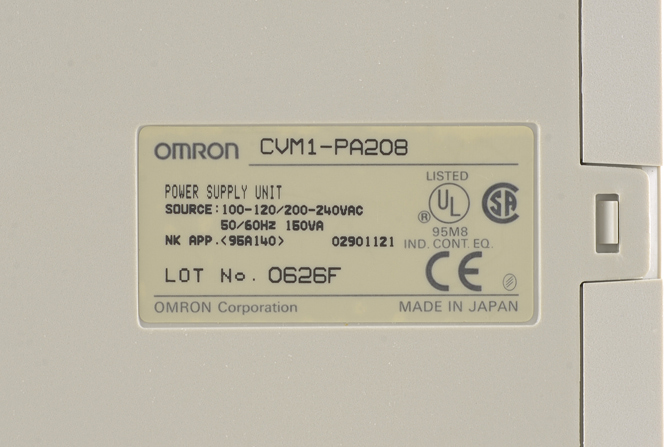 OMRON CVM1-PA208
POWER SUPPLY UNIT
SOURCE:100-120/200-240VAC
50/60Hz 150VA
NK APP.<95A140> 02901121
LOT No. 0626F
LISTED
®UL SA
95M8
IND. CONT. EQ.
CE
OMRON Corporation MADE IN JAPAN